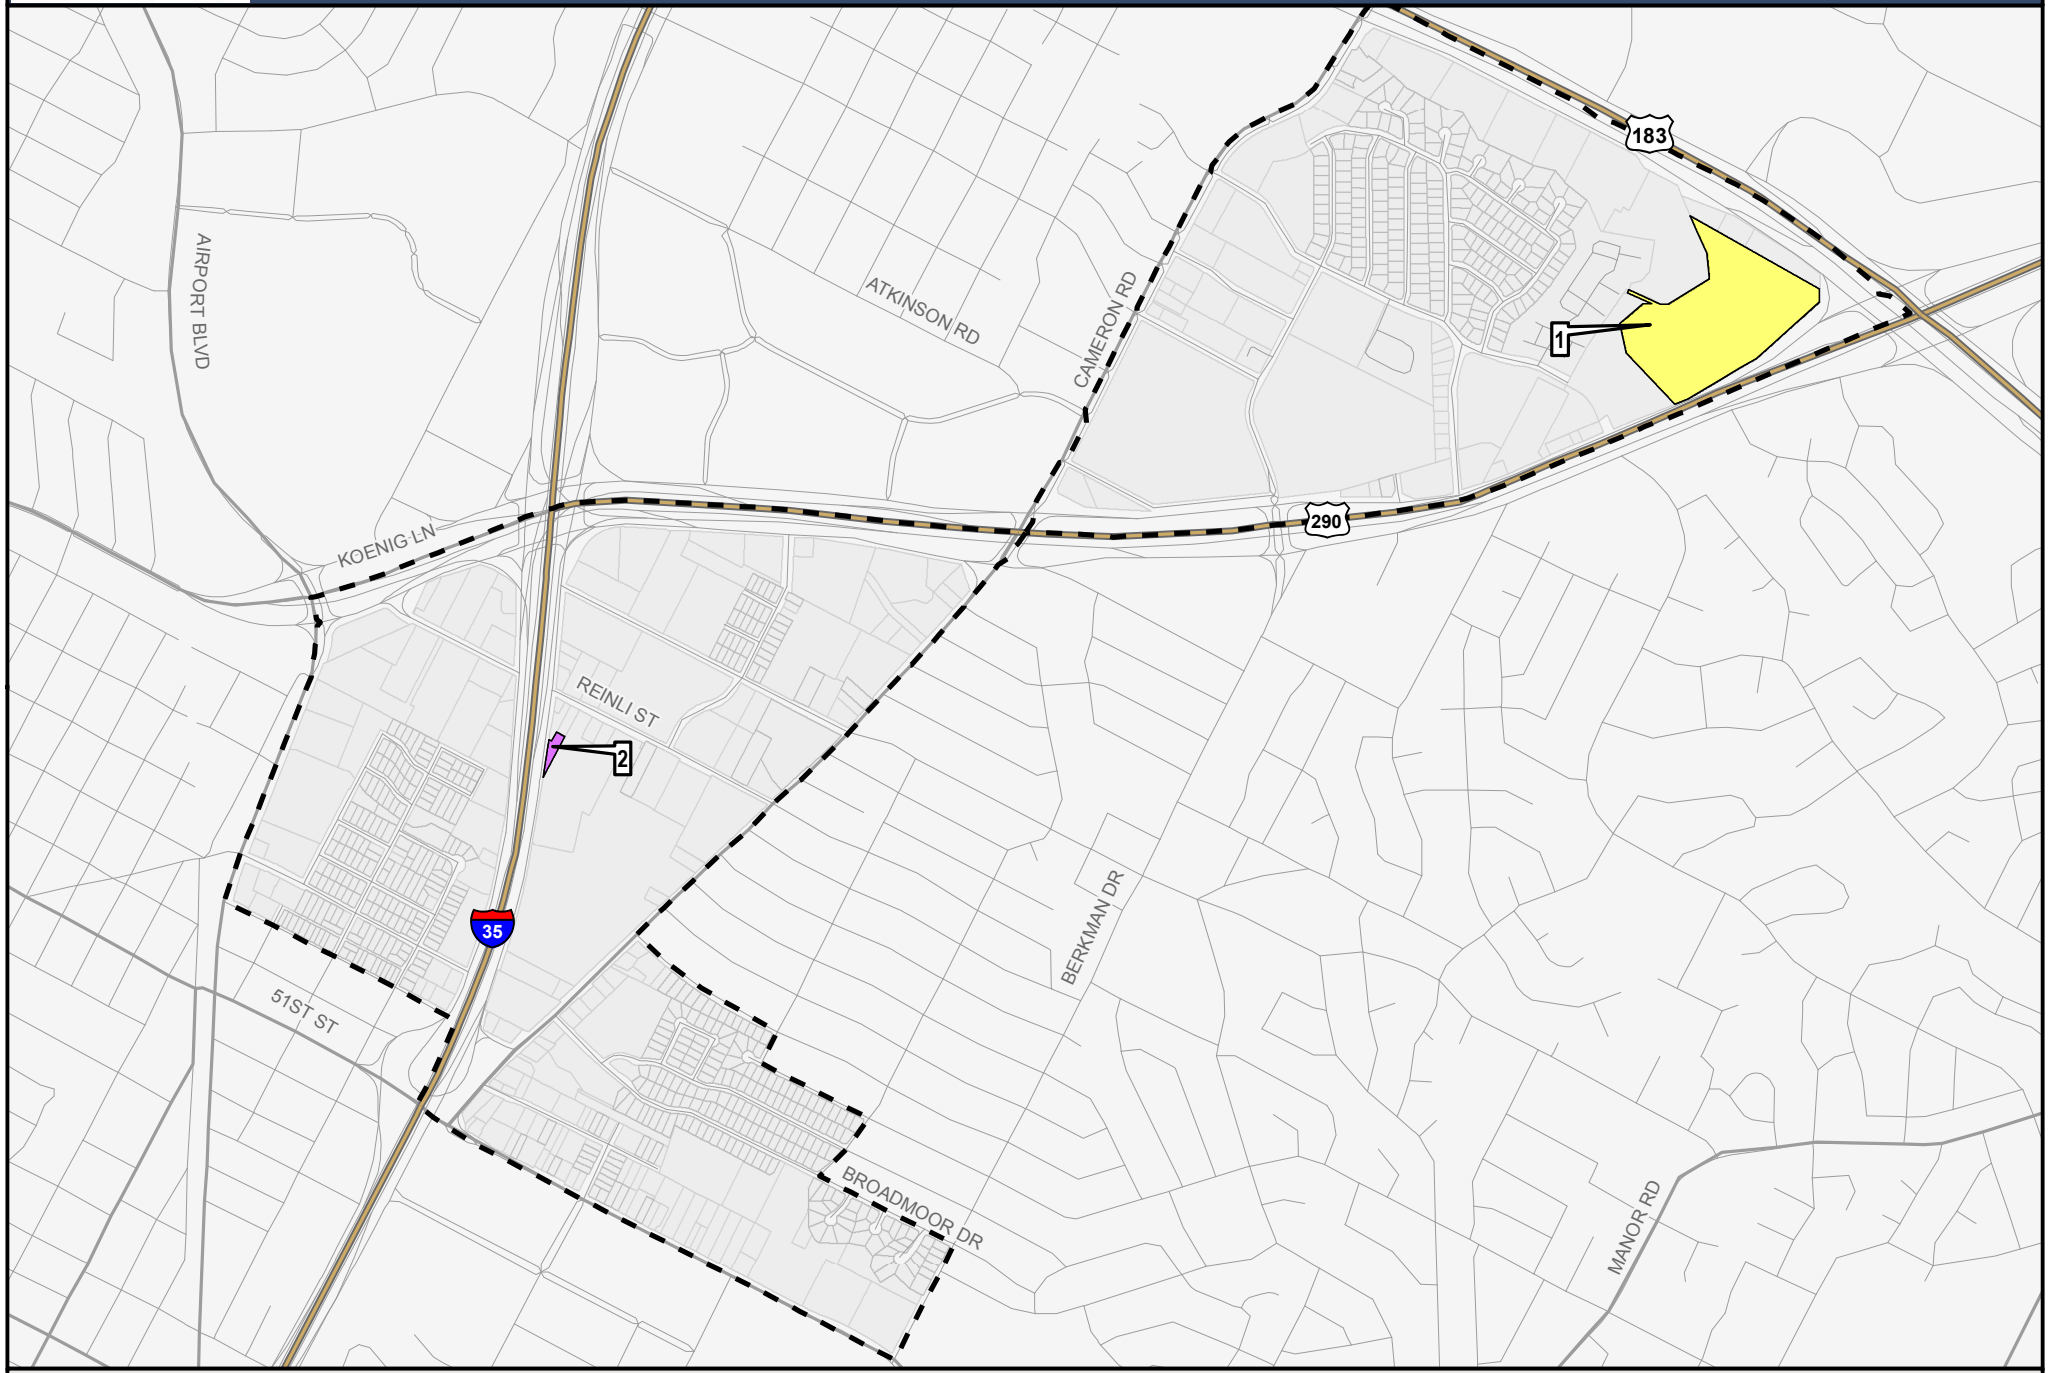 183
AIRPORT BLVD
ATKINSON RD
CAMERON RD
1
290
KOENIG LN
REINLI ST
2
35
BERKMAN DR
51ST ST
BROADMOOR DR
MANOR RD